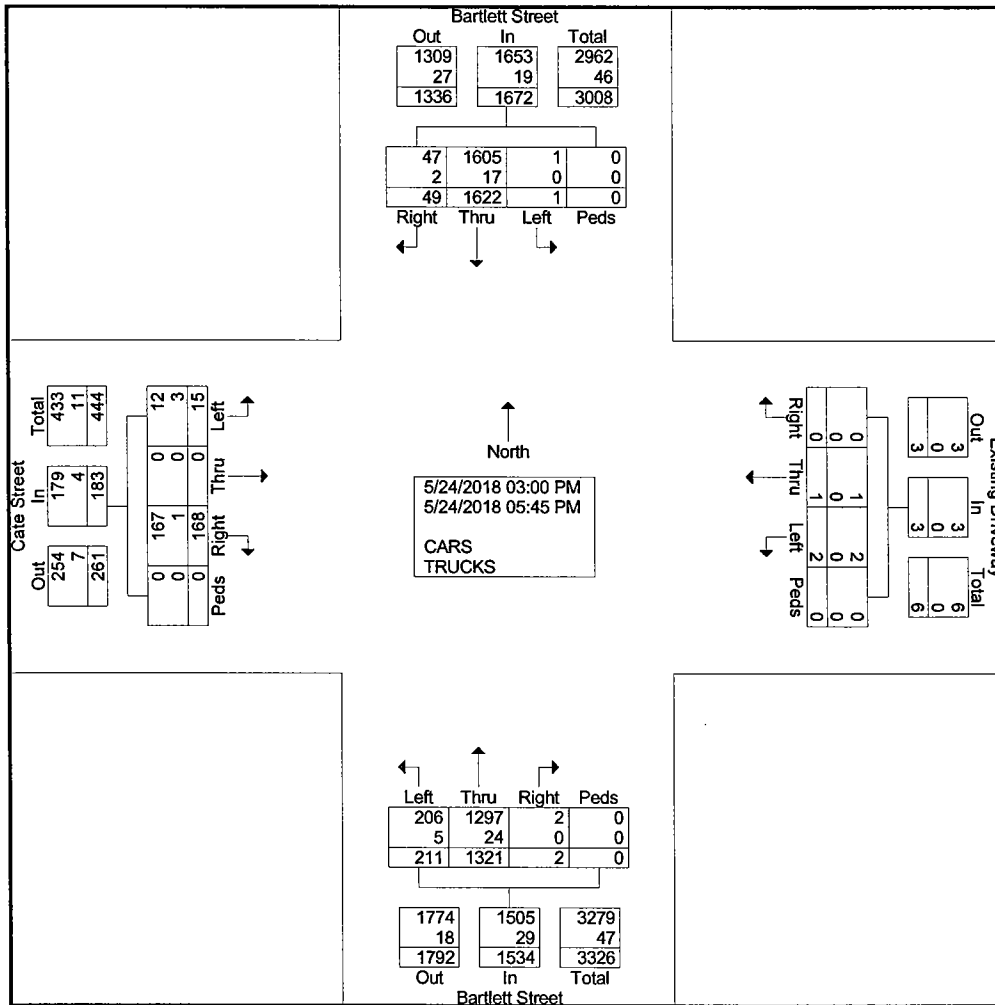 Bartlett Street
Out In Total
1309 1653 2962
27 19 46
1336 1672 3008
47 1605 1 0
2 17 0 0
49 1622 1 0
Right Thru Left Peds
Cate Street
Total In Out
433 179 254
11 4 7
444 183 261
Left Thru Right Peds
12 0 167 0
3 0 1 0
15 0 168 0
North
5/24/2018 03:00 PM
5/24/2018 05:45 PM
CARS
TRUCKS
Right Thru Left Peds
0 1 2 0
0 0 0 0
0 1 2 0
Out In Total
3 3 6
0 0 0
3 3 6
Left Thru Right Peds
206 1297 2 0
5 24 0 0
211 1321 2 0
1774 1505 3279
18 29 47
1792 1534 3326
Out In Total
Bartlett Street